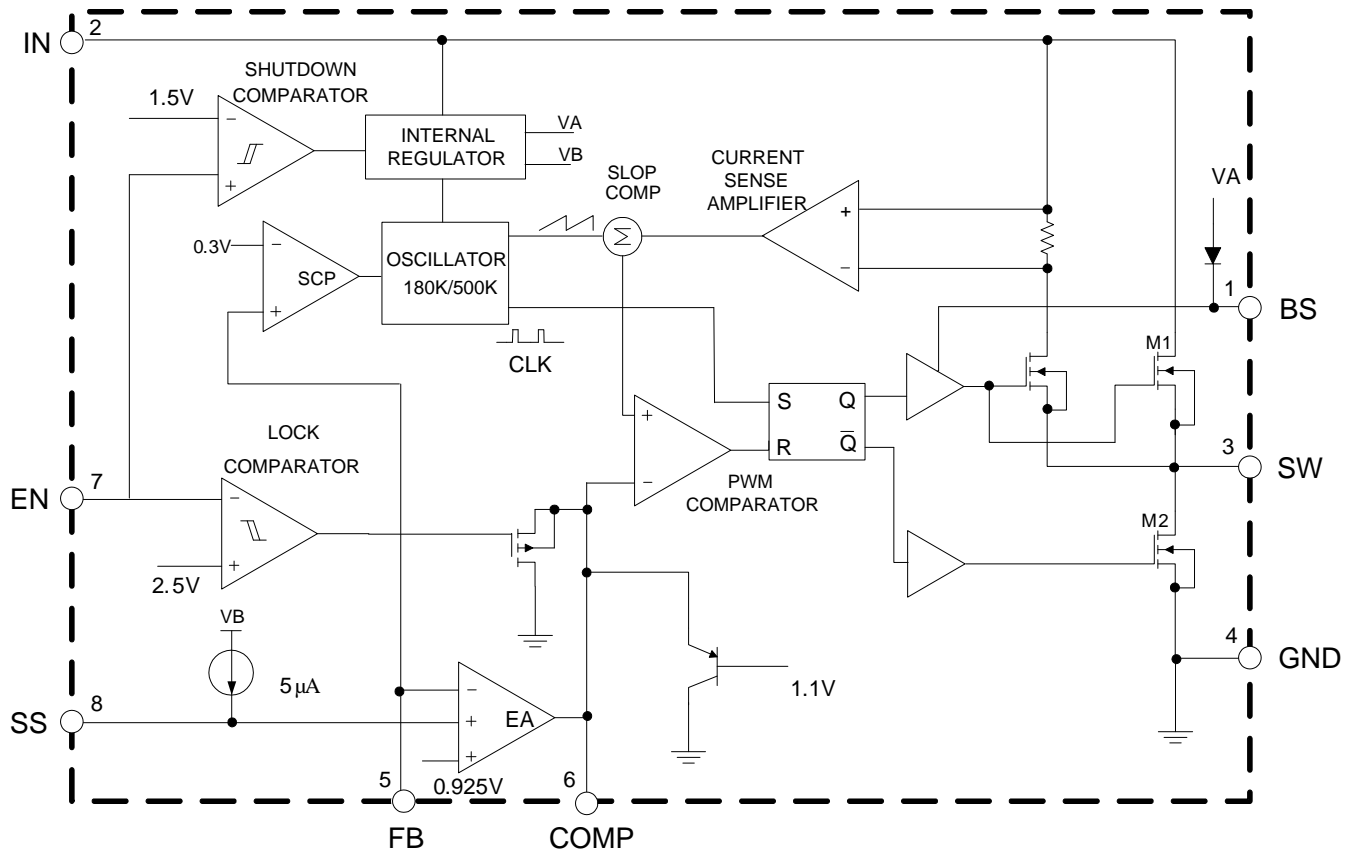 IN
2
SHUTDOWN
COMPARATOR
1.5V
−
+
INTERNAL
REGULATOR
VA
VB
SLOP
COMP
Σ
CURRENT
SENSE
AMPLIFIER
+
−
VA
1
BS
0.3V
−
+
SCP
OSCILLATOR
180K/500K
CLK
M1
S
Q
R
Q̅
+
−
PWM
COMPARATOR
3
SW
LOCK
COMPARATOR
EN
7
−
+
2.5V
M2
VB
5μA
4
GND
1.1V
SS
8
−
+
+
EA
0.925V
5
FB
6
COMP